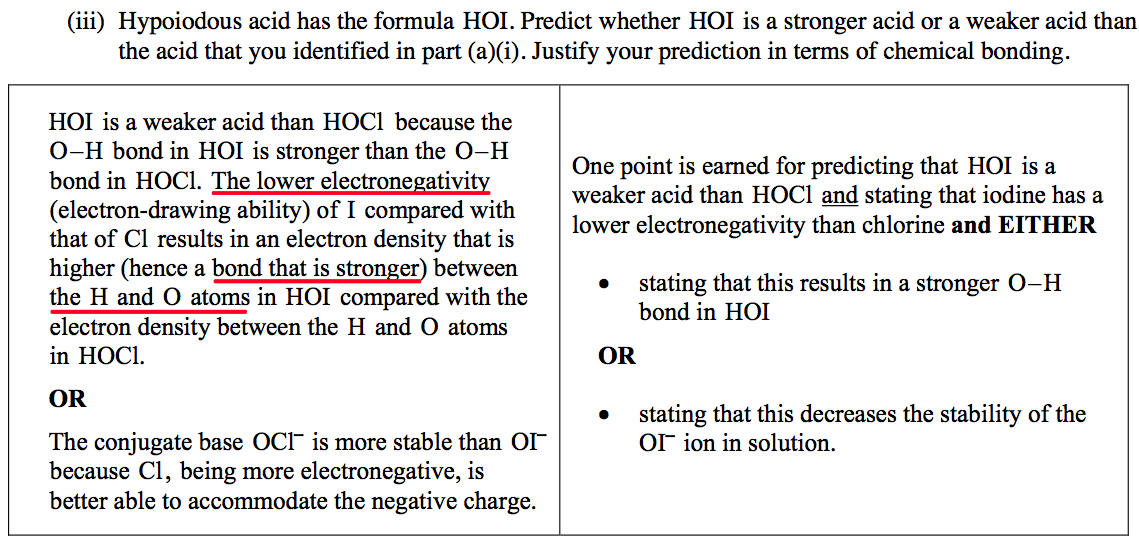 (iii) Hypoiodous acid has the formula HOI. Predict whether HOI is a stronger acid or a weaker acid than
the acid that you identified in part (a)(i). Justify your prediction in terms of chemical bonding.
HOI is a weaker acid than HOCl because the
O–H bond in HOI is stronger than the O–H
bond in HOCl. The lower electronegativity
(electron-drawing ability) of I compared with
that of Cl results in an electron density that is
higher (hence a bond that is stronger) between
the H and O atoms in HOI compared with the
electron density between the H and O atoms
in HOCl.
OR
The conjugate base OCl⁻ is more stable than OI⁻
because Cl, being more electronegative, is
better able to accommodate the negative charge.
One point is earned for predicting that HOI is a
weaker acid than HOCl and stating that iodine has a
lower electronegativity than chlorine and EITHER
• stating that this results in a stronger O–H
bond in HOI
OR
• stating that this decreases the stability of the
OI⁻ ion in solution.